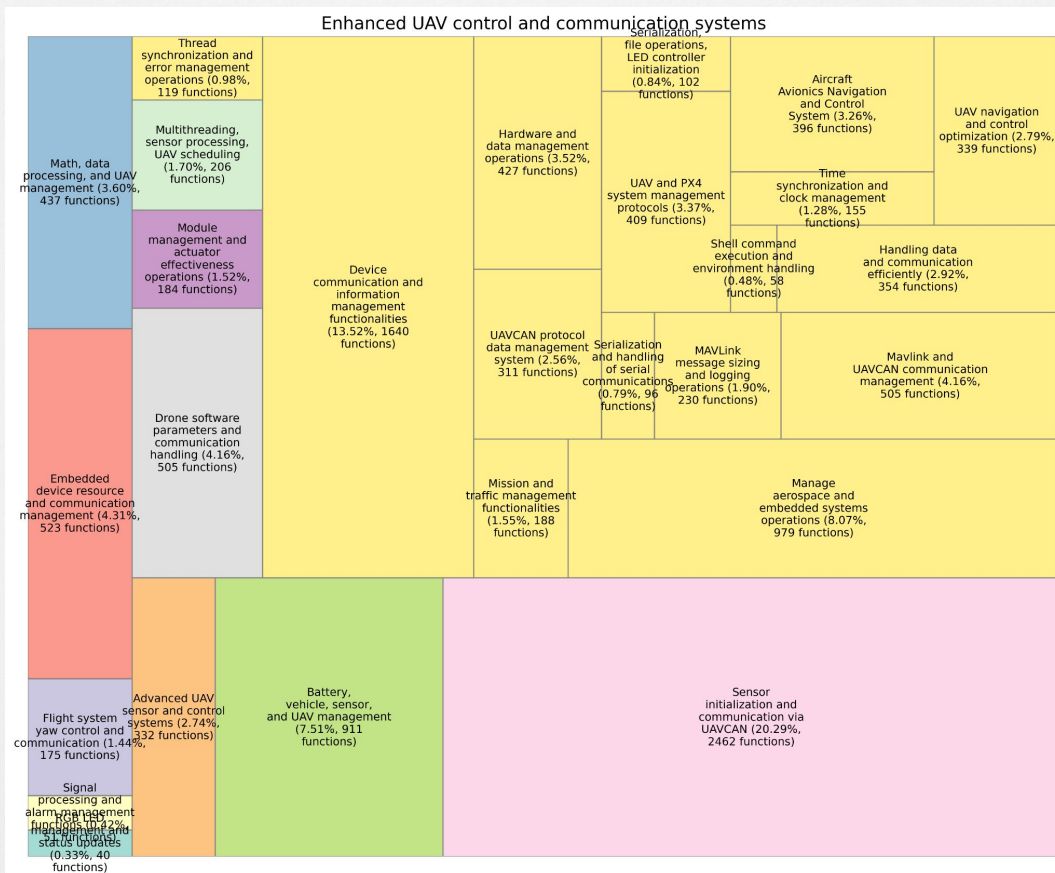 Enhanced UAV control and communication systems
Math, data
processing, and UAV
management (3.60%,
437 functions)
Embedded
device resource
and communication
management (4.31%,
523 functions)
Flight system
yaw control and
communication (1.44%,
175 functions)
Signal
processing and
alarm management
functions (0.42%,
51 functions)
RGB LED
management and
status updates
(0.33%, 40
functions)
Thread
synchronization and
error management
operations (0.98%,
119 functions)
Multithreading,
sensor processing,
UAV scheduling
(1.70%, 206
functions)
Module
management and
actuator
effectiveness
operations (1.52%,
184 functions)
Drone software
parameters and
communication
handling (4.16%,
505 functions)
Advanced UAV
sensor and control
systems (2.74%,
332 functions)
Battery,
vehicle, sensor,
and UAV management
(7.51%, 911
functions)
Sensor
initialization and
communication via
UAVCAN (20.29%,
2462 functions)
Device
communication and
information
management
functionalities
(13.52%, 1640
functions)
Hardware and
data management
operations (3.52%,
427 functions)
UAVCAN protocol
data management
system (2.56%,
311 functions)
Mission and
traffic management
functionalities
(1.55%, 188
functions)
Manage
aerospace and
embedded systems
operations (8.07%,
979 functions)
Serialization,
file operations,
LED controller
initialization
(0.84%, 102
functions)
UAV and PX4
system management
protocols (3.37%,
409 functions)
Serialization
and handling
of serial
communications
(0.79%, 96
functions)
MAVLink
message sizing
and logging
operations (1.90%,
230 functions)
Mavlink and
UAVCAN communication
management (4.16%,
505 functions)
Aircraft
Avionics Navigation
and Control
System (3.26%,
396 functions)
Time
synchronization and
clock management
(1.28%, 155
functions)
Shell command
execution and
environment handling
(0.48%, 58
functions)
Handling data
and communication
efficiently (2.92%,
354 functions)
UAV navigation
and control
optimization (2.79%,
339 functions)